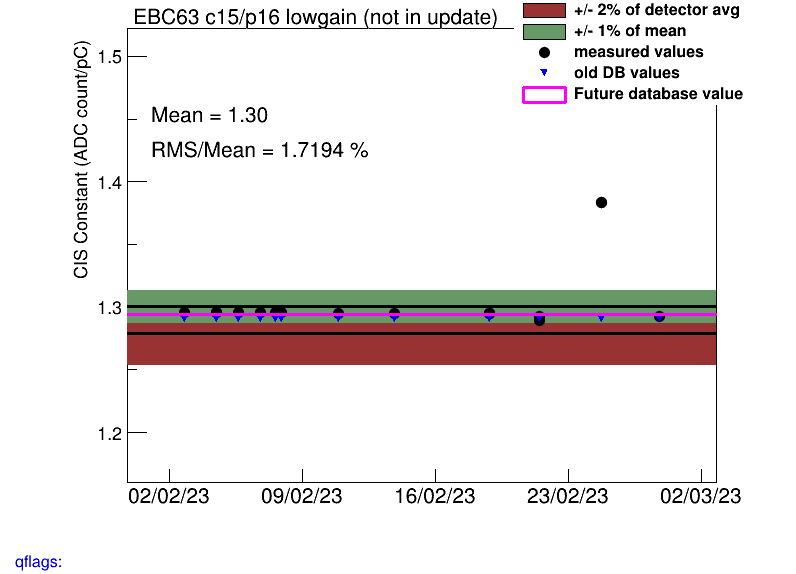 EBC63 c15/p16 lowgain (not in update)
+/- 2% of detector avg
+/- 1% of mean
measured values
old DB values
Future database value
Mean = 1.30
RMS/Mean = 1.7194 %
CIS Constant (ADC count/pC)
1.5
1.4
1.3
1.2
02/02/23 09/02/23 16/02/23 23/02/23 02/03/23
qflags: